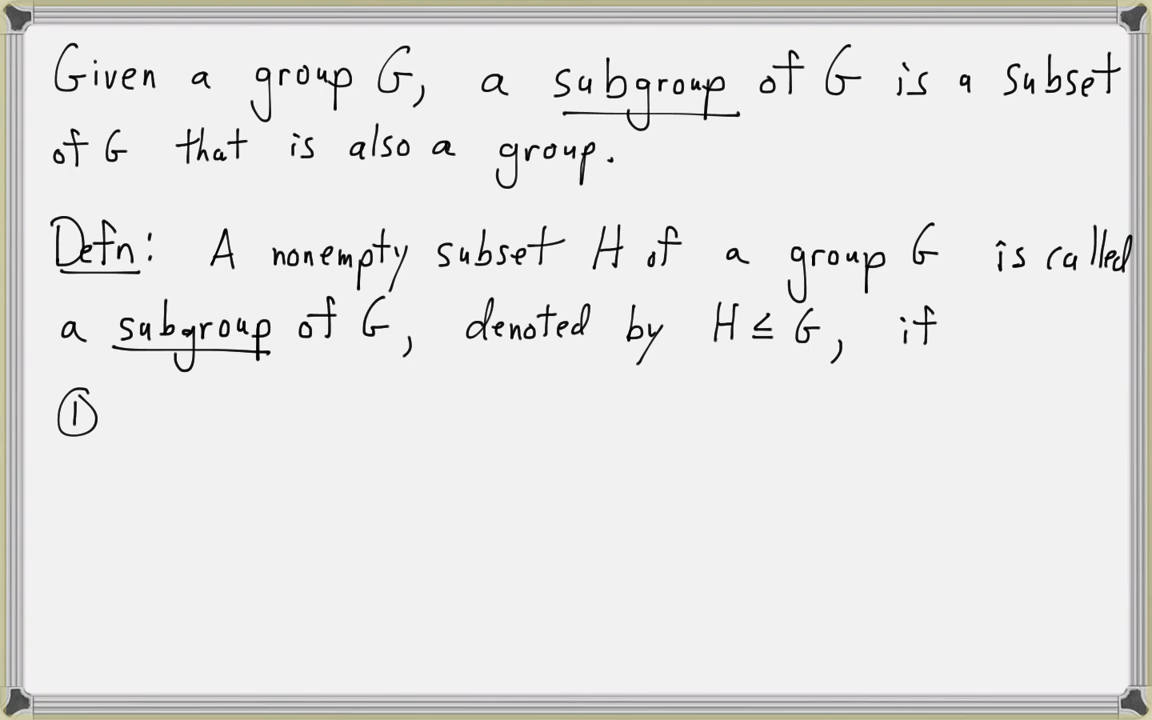 Given a group G, a subgroup of G is a subset
of G that is also a group.
Defn: A nonempty subset H of a group G is called
a subgroup of G, denoted by H ≤ G, if
①